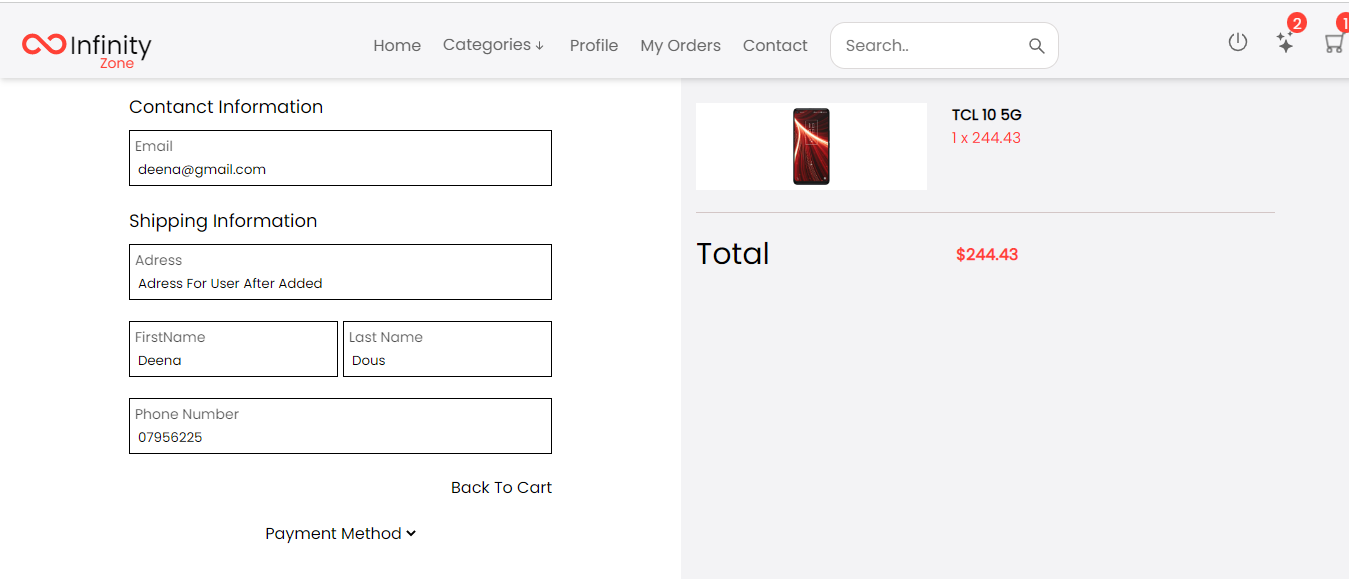 Infinity
Zone
Home
Categories ↓
Profile
My Orders
Contact
Search..
2
1
Contanct Information
Email
deena@gmail.com
Shipping Information
Adress
Adress For User After Added
FirstName
Deena
Last Name
Dous
Phone Number
07956225
Back To Cart
Payment Method
TCL 10 5G
1 x 244.43
Total
$244.43